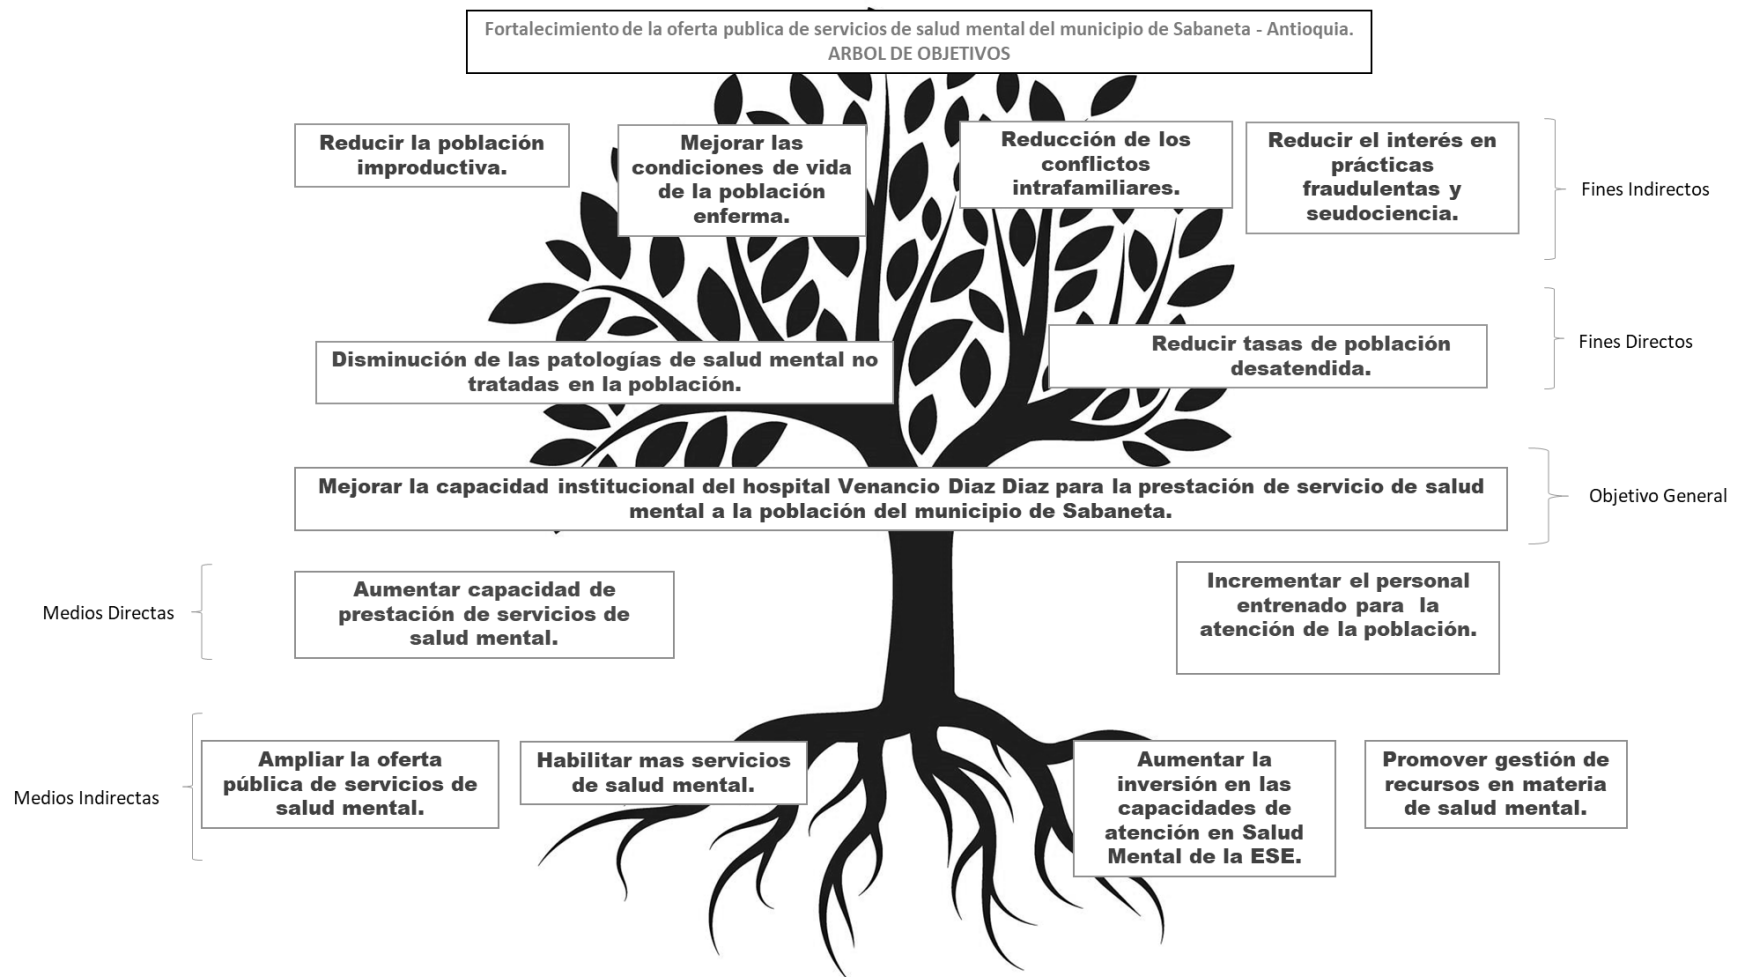 Fortalecimiento de la oferta publica de servicios de salud mental del municipio de Sabaneta - Antioquia.
ARBOL DE OBJETIVOS
Reducir la población
improductiva.
Mejorar las
condiciones de vida
de la población
enferma.
Reducción de los
conflictos
intrafamiliares.
Reducir el interés en
prácticas
fraudulentas y
seudociencia.
Fines Indirectos
Disminución de las patologías de salud mental no
tratadas en la población.
Reducir tasas de población
desatendida.
Fines Directos
Mejorar la capacidad institucional del hospital Venancio Diaz Diaz para la prestación de servicio de salud
mental a la población del municipio de Sabaneta.
Objetivo General
Medios Directas
Aumentar capacidad de
prestación de servicios de
salud mental.
Incrementar el personal
entrenado para la
atención de la población.
Medios Indirectas
Ampliar la oferta
pública de servicios de
salud mental.
Habilitar mas servicios
de salud mental.
Aumentar la
inversión en las
capacidades de
atención en Salud
Mental de la ESE.
Promover gestión de
recursos en materia
de salud mental.